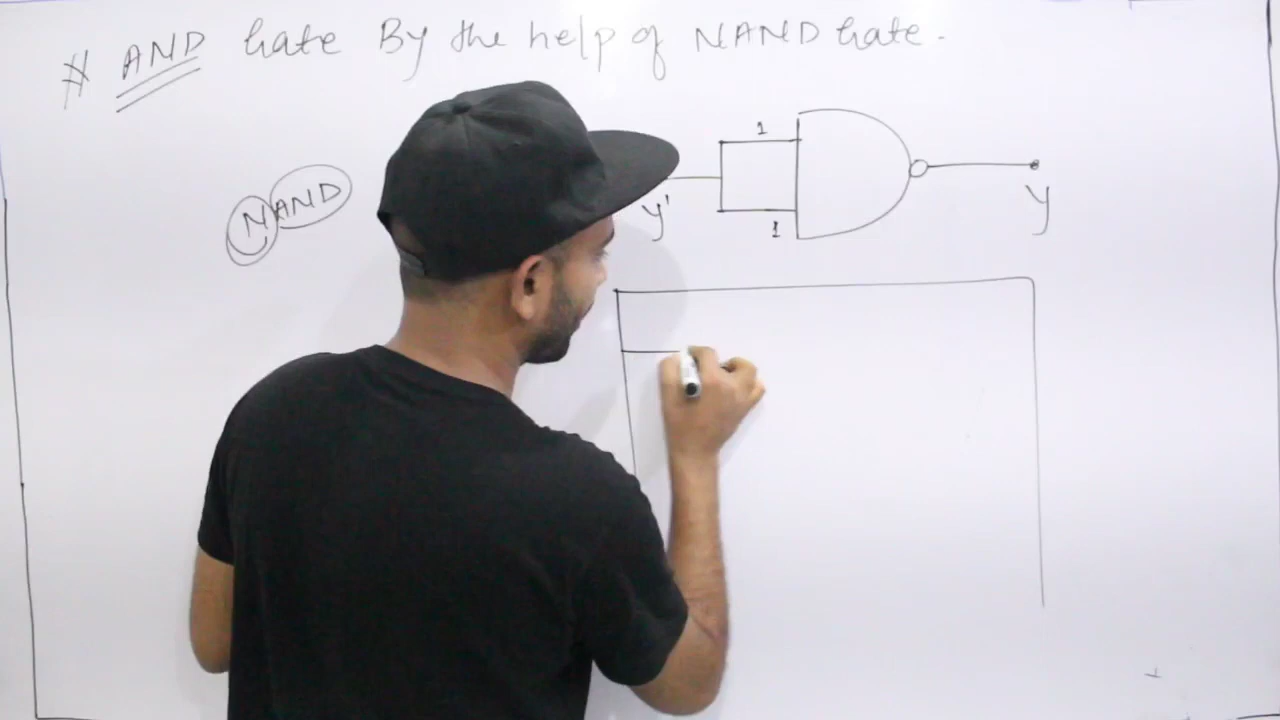 # AND Gate By the help of NAND Gate.
1
NAND
y'
1
y